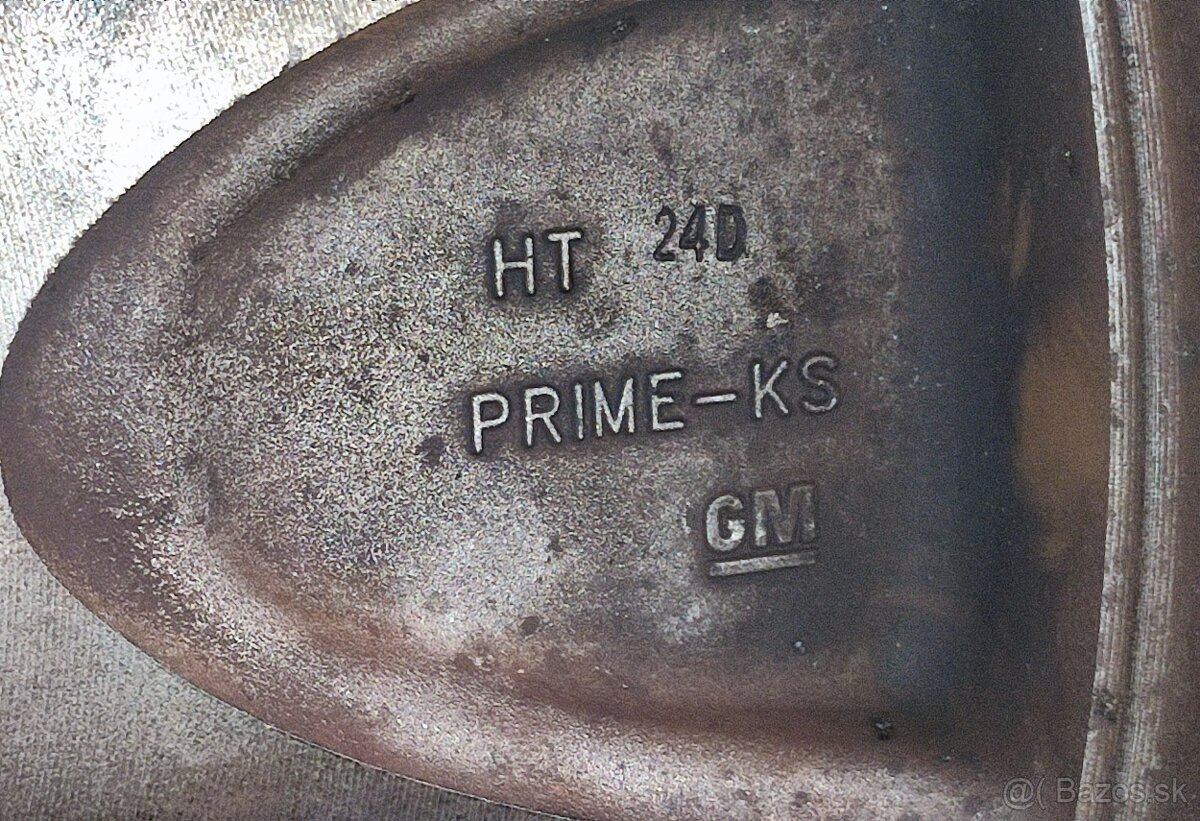 HT 24D
PRIME-KS
GM
@( Bazos.sk